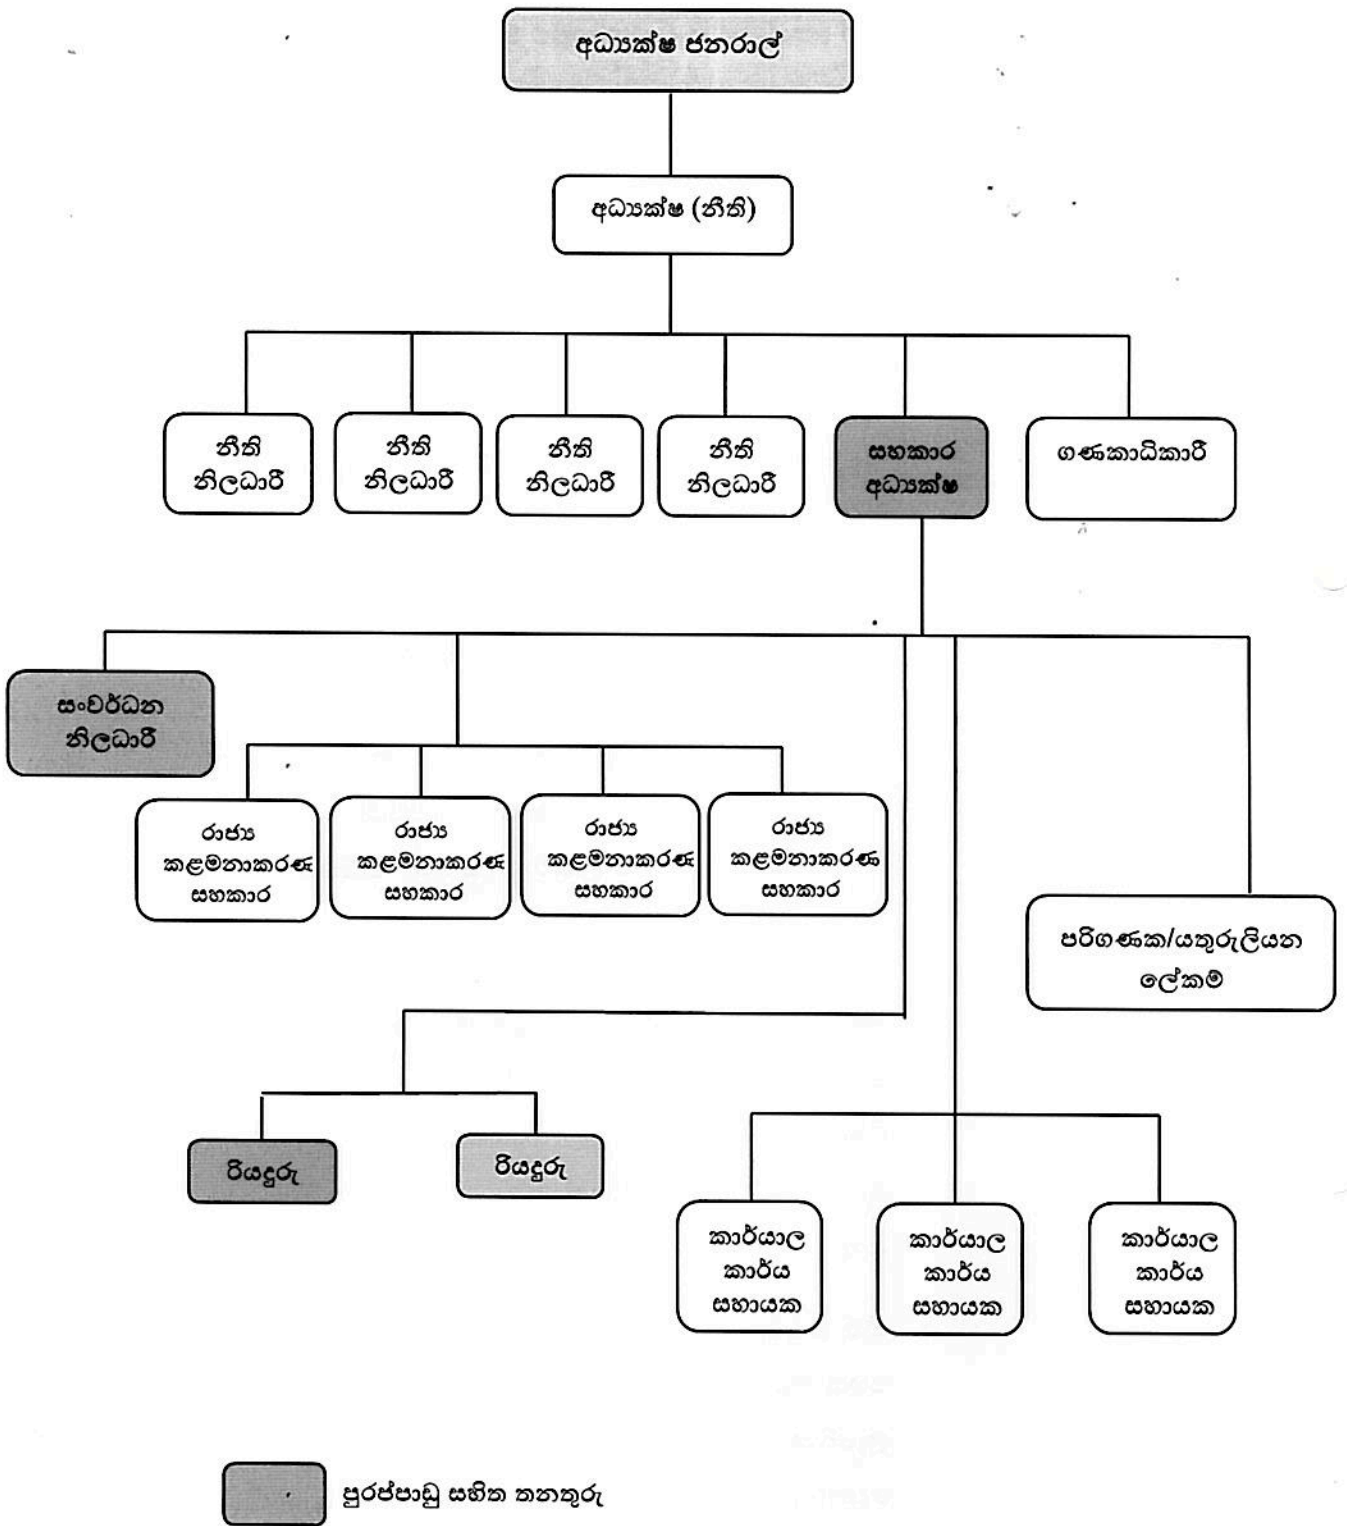 අධ්‍යක්ෂ ජනරාල්
අධ්‍යක්ෂ (නීති)
නීති
නිලධාරී
නීති
නිලධාරී
නීති
නිලධාරී
නීති
නිලධාරී
සහකාර
අධ්‍යක්ෂ
ගණකාධිකාරී
සංවර්ධන
නිලධාරී
රාජ්‍ය
කළමනාකරණ
සහකාර
රාජ්‍ය
කළමනාකරණ
සහකාර
රාජ්‍ය
කළමනාකරණ
සහකාර
රාජ්‍ය
කළමනාකරණ
සහකාර
පරිගණක/යතුරුලියන
ලේකම්
රියදුරු
රියදුරු
කාර්යාල
කාර්ය
සහායක
කාර්යාල
කාර්ය
සහායක
කාර්යාල
කාර්ය
සහායක
පුරප්පාඩු සහිත තනතුරු